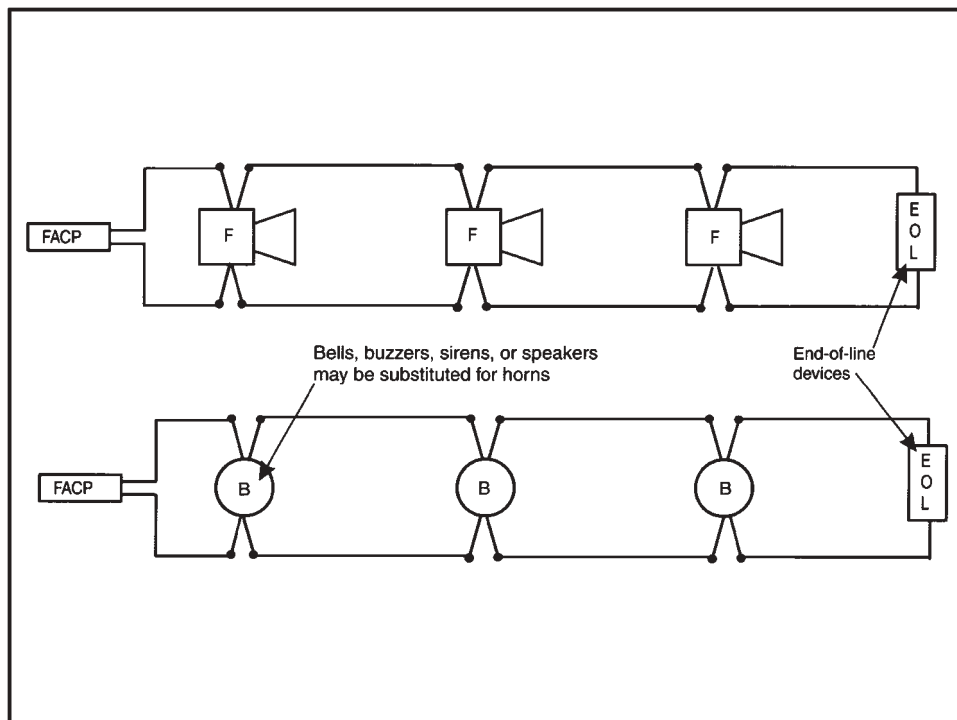 FACP
F
F
F
E
O
L
Bells, buzzers, sirens, or speakers
may be substituted for horns
End-of-line
devices
FACP
B
B
B
E
O
L